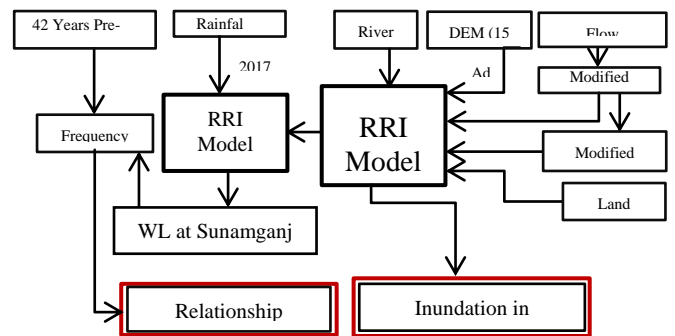 42 Years Pre-
Rainfal
River
DEM (15
Flow
2017
Ad
Modified
RRI
Model
RRI
Model
Frequency
Modified
Land
WL at Sunamganj
Relationship
Inundation in